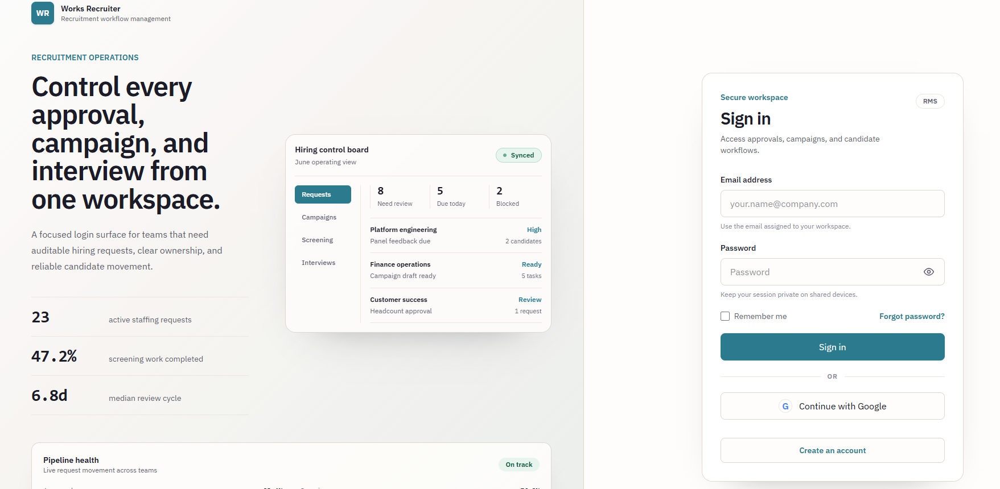 WR
Works Recruiter
Recruitment workflow management
RECRUITMENT OPERATIONS
Control every
approval,
campaign, and
interview from
one workspace.
A focused login surface for teams that need
auditable hiring requests, clear ownership, and
reliable candidate movement.
23 active staffing requests
47.2% screening work completed
6.8d median review cycle
Hiring control board
June operating view
Synced
Requests
Campaigns
Screening
Interviews
8 Need review
5 Due today
2 Blocked
Platform engineering High
Panel feedback due 2 candidates
Finance operations Ready
Campaign draft ready 5 tasks
Customer success Review
Headcount approval 1 request
Pipeline health
Live request movement across teams
On track
Secure workspace
RMS
Sign in
Access approvals, campaigns, and candidate
workflows.
Email address
your.name@company.com
Use the email assigned to your workspace.
Password
Password
Keep your session private on shared devices.
Remember me Forgot password?
Sign in
OR
G Continue with Google
Create an account